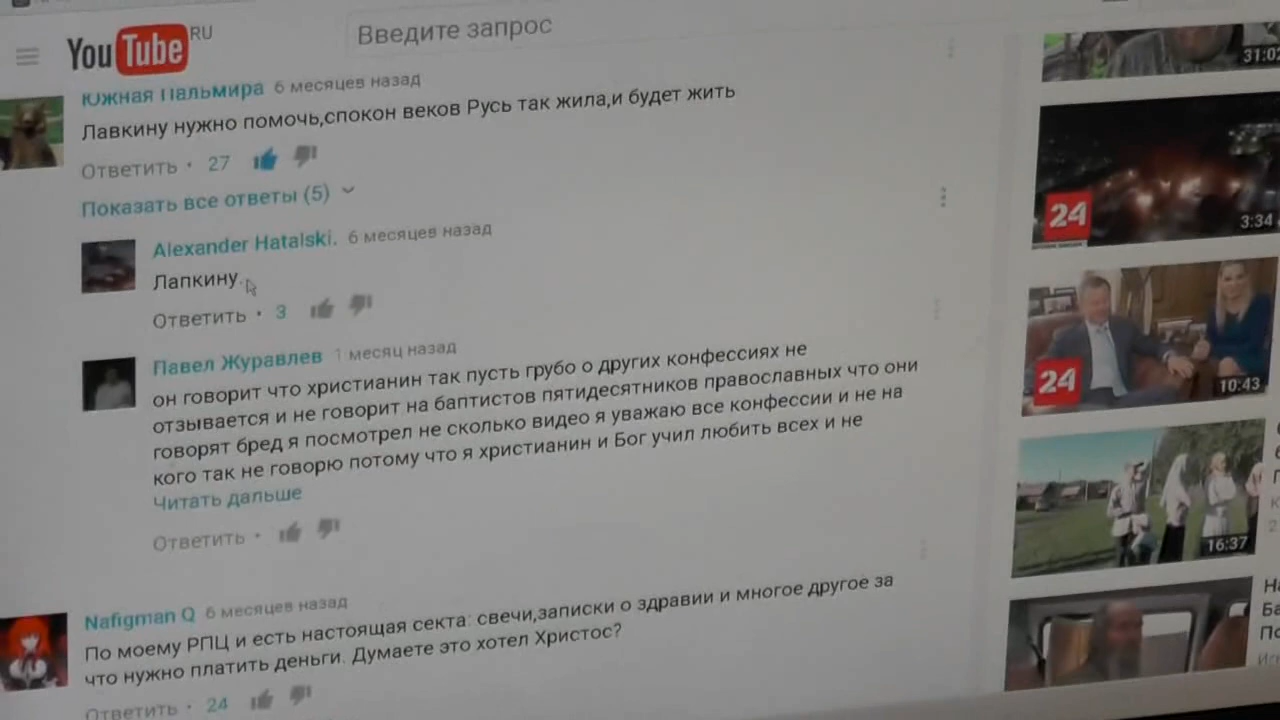 YouTube RU
Введите запрос
Южная Пальмира 6 месяцев назад
Лавкину нужно помочь,спокон веков Русь так жила,и будет жить
Ответить · 27
Показать все ответы (5)
Alexander Hatalski. 6 месяцев назад
Лапкину.
Ответить · 3
Павел Журавлев 1 месяц назад
он говорит что христианин так пусть грубо о других конфессиях не
отзывается и не говорит на баптистов пятидесятников православных что они
говорят бред я посмотрел не сколько видео я уважаю все конфессии и не на
кого так не говорю потому что я христианин и Бог учил любить всех и не
Читать дальше
Ответить ·
Nafigman Q 6 месяцев назад
По моему РПЦ и есть настоящая секта: свечи,записки о здравии и многое другое за
что нужно платить деньги. Думаете это хотел Христос?
Ответить · 24
24
3:34
24
10:43
16:37